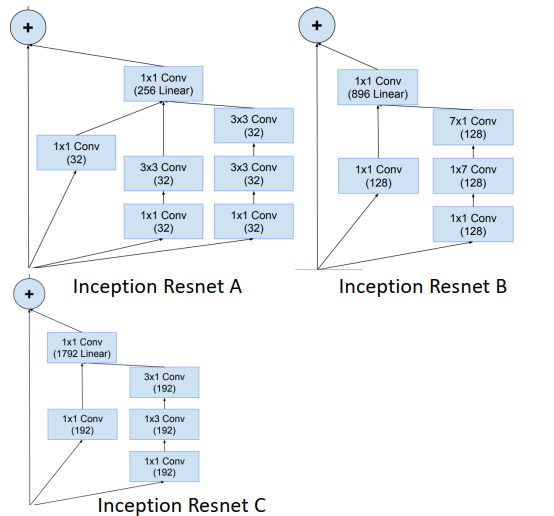 +
1x1 Conv
(256 Linear)
3x3 Conv
(32)
1x1 Conv
(32)
3x3 Conv
(32)
3x3 Conv
(32)
1x1 Conv
(32)
1x1 Conv
(32)
Inception Resnet A
+
1x1 Conv
(896 Linear)
7x1 Conv
(128)
1x1 Conv
(128)
1x7 Conv
(128)
1x1 Conv
(128)
Inception Resnet B
+
1x1 Conv
(1792 Linear)
3x1 Conv
(192)
1x1 Conv
(192)
1x3 Conv
(192)
1x1 Conv
(192)
Inception Resnet C